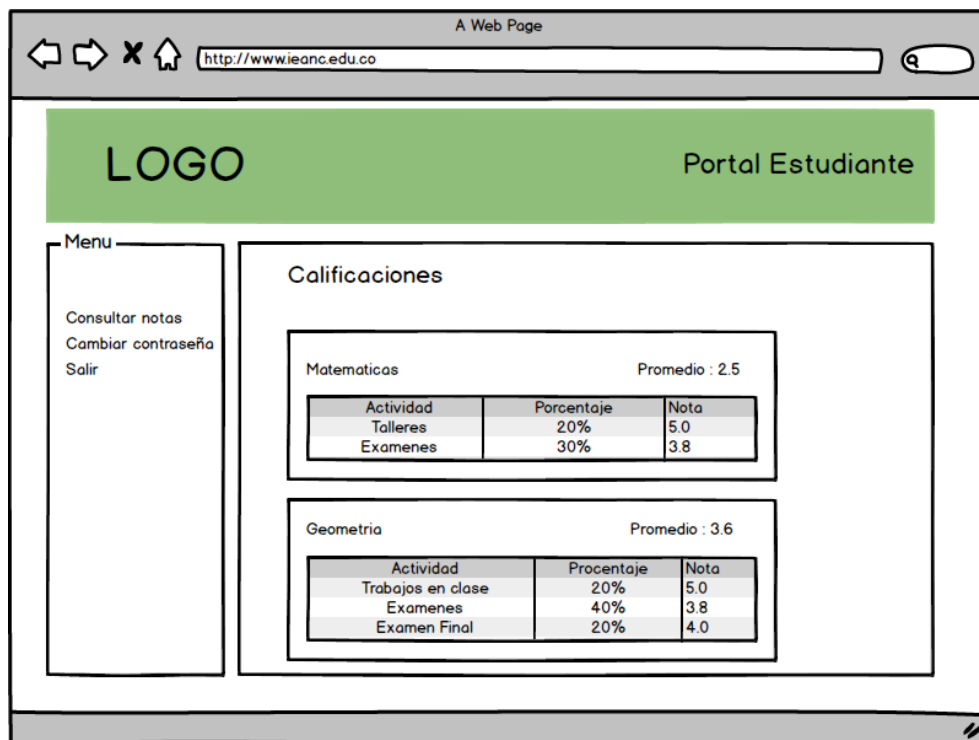 A Web Page
http://www.ieanc.edu.co
LOGO
Portal Estudiante
Menu
Consultar notas
Cambiar contraseña
Salir
Calificaciones
Matematicas Promedio : 2.5
Actividad Porcentaje Nota
Talleres 20% 5.0
Examenes 30% 3.8
Geometria Promedio : 3.6
Actividad Procentaje Nota
Trabajos en clase 20% 5.0
Examenes 40% 3.8
Examen Final 20% 4.0